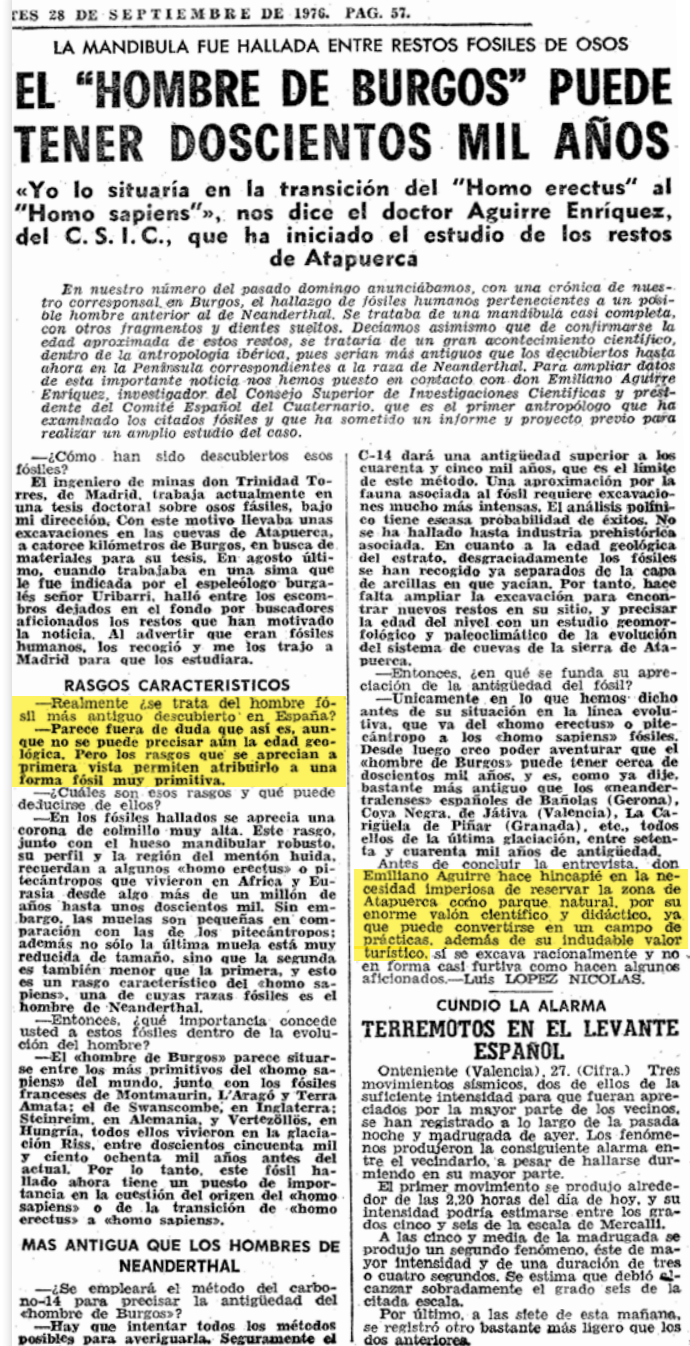 TES 28 DE SEPTIEMBRE DE 1976. PAG. 57.
LA MANDIBULA FUE HALLADA ENTRE RESTOS FOSILES DE OSOS
EL "HOMBRE DE BURGOS" PUEDE
TENER DOSCIENTOS MIL AÑOS
«Yo lo situaría en la transición del "Homo erectus" al
"Homo sapiens"», nos dice el doctor Aguirre Enríquez,
del C. S. I. C., que ha iniciado el estudio de los restos
de Atapuerca
En nuestro número del pasado domingo anunciábamos, con una crónica de nues-
tro corresponsal en Burgos, el hallazgo de fósiles humanos pertenecientes a un posi-
ble hombre anterior al de Neanderthal. Se trataba de una mandíbula casi completa,
con otros fragmentos y dientes sueltos. Decíamos asimismo que de confirmarse la
edad aproximada de estos restos, se trataría de un gran acontecimiento científico,
dentro de la antropología ibérica, pues serían más antiguos que los decubiertos hasta
ahora en la Península correspondientes a la raza de Neanderthal. Para ampliar datos
de esta importante noticia nos hemos puesto en contacto con don Emiliano Aguirre
Enríquez, investigador del Consejo Superior de Investigaciones Científicas y presi-
dente del Comité Español del Cuaternario, que es el primer antropólogo que ha
examinado los citados fósiles y que ha sometido un informe y proyecto previo para
realizar un amplio estudio del caso.
—¿Cómo han sido descubiertos esos
fósiles?
El ingeniero de minas don Trinidad To-
rres, de Madrid, trabaja actualmente en
una tesis doctoral sobre osos fásiles, bajo
mi dirección. Con este motivo llevaba unas
excavaciones en las cuevas de Atapuerca,
a catorce kilómetros de Burgos, en busca de
materiales para su tesis. En agosto últi-
mo, cuando trabajaba en una sima que
le fue indicada por el espeleólogo burga-
lés señor Uribarri, halló entre los escom-
bros dejados en el fondo por buscadores
aficionados los restos que han motivado
la noticia. Al advertir que eran fósiles
humanos, los recogió y me los trajo a
Madrid para que los estudiara.
RASGOS CARACTERISTICOS
—Realmente ¿se trata del hombre fó-
sil más antiguo descubierto en España?
—Parece fuera de duda que así es, aun-
que no se puede precisar aún la edad geo-
lógica. Pero los rasgos que se aprecian a
primera vista permiten atribuirlo a una
forma fósil muy primitiva.
—¿Cuáles son esos rasgos y qué puede
deducirse de ellos?
—En los fósiles hallados se aprecia una
corona de colmillo muy alta. Este rasgo,
junto con el hueso mandibular robusto,
su perfil y la región del mentón huida,
recuerdan a algunos «homo erectus» o pi-
tecántropos que vivieron en Africa y Eu-
rasia desde algo más de un millón de
años hasta unos doscientos mil. Sin em-
bargo, las muelas son pequeñas en com-
paración con las de los pitecántropos;
además no sólo la última muela está muy
reducida de tamaño, sino que la segunda
es también menor que la primera, y esto
es un rasgo característico del «homo sa-
piens», una de cuyas razas fósiles es el
hombre de Neanderthal.
—Entonces, ¿qué importancia concede
usted a estos fósiles dentro de la evolu-
ción del hombre?
—El «hombre de Burgos» parece situar-
se entre los más primitivos del «homo sa-
piens» del mundo, junto con los fósiles
franceses de Montmaurin, L'Aragó y Terra
Amata; el de Swanscombe, en Inglaterra;
Steinreim, en Alemania, y Vertezöllös, en
Hungría, todos ellos vivieron en la glacia-
ción Riss, entre doscientos cincuenta mil
y ciento ochenta mil años antes del
actual. Por lo tanto, este fósil ha-
llado ahora tiene un puesto de impor-
tancia en la cuestión del origen del «homo
sapiens» o de la transición de «homo
erectus» a «homo sapiens».
MAS ANTIGUA QUE LOS HOMBRES DE
NEANDERTHAL
—¿Se empleará el método del carbo-
no-14 para precisar la antigüedad del
«hombre de Burgos»?
—Hay que intentar todos los métodos
posibles para averiguarla. Seguramente el
C-14 dará una antigüedad superior a los
cuarenta y cinco mil años, que es el límite
de este método. Una aproximación por la
fauna asociada al fósil requiere excavacio-
nes mucho más intensas. El análisis políni-
co tiene escasa probabilidad de éxitos. No
se ha hallado hasta industria prehistórica
asociada. En cuanto a la edad geológica
del estrato, desgraciadamente los fósiles
se han recogido ya separados de la capa
de arcillas en que yacían. Por tanto, hace
falta ampliar la excavación para encon-
trar nuevos restos en su sitio, y precisar
la edad del nivel con un estudio geomor-
fológico y paleoclimático de la evolución
del sistema de cuevas de la sierra de Ata-
puerca.
—Entonces, ¿en qué se funda su apre-
ciación de la antigüedad del fósil?
—Unicamente en lo que hemos dicho
antes de su situación en la línea evolu-
tiva, que va del «homo erectus» o pite-
cántropo a los «homo sapiens» fósiles.
Desde luego creo poder aventurar que el
«hombre de Burgos» puede tener cerca de
doscientos mil años, y es, como ya dije,
bastante más antiguo que los «neander-
tralenses» españoles de Bañolas (Gerona),
Cova Negra, de Játiva (Valencia), La Ca-
rigüela de Piñar (Granada), etc., todos
ellos de la última glaciación, entre seten-
ta y cuarenta mil años de antigüedad.
Antes de concluir la entrevista, don
Emiliano Aguirre hace hincapié en la ne-
cesidad imperiosa de reservar la zona de
Atapuerca como parque natural, por su
enorme valón científico y didáctico, ya
que puede convertirse en un campo de
prácticas, además de su indudable valor
turístico, si se excava racionalmente y no
en forma casi furtiva como hacen algunos
aficionados.—Luis LOPEZ NICOLAS.
CUNDIO LA ALARMA
TERREMOTOS EN EL LEVANTE
ESPAÑOL
Onteniente (Valencia), 27. (Cifra.) Tres
movimientos sísmicos, dos de ellos de la
suficiente intensidad para que fueran apre-
ciados por la mayor parte de los vecinos,
se han registrado a lo largo de la pasada
noche y madrugada de ayer. Los fenóme-
nos produjeron la consiguiente alarma en-
tre el vecindario, a pesar de hallarse dur-
miendo en su mayor parte.
El primer movimiento se produjo alrede-
dor de las 2,20 horas del día de hoy, y su
intensidad podría estimarse entre los gra-
dos cinco y seis de la escala de Mercalli.
A las cinco y media de la madrugada se
produjo un segundo fenómeno, éste de ma-
yor intensidad y de una duración de tres
o cuatro segundos. Se estima que debió al-
canzar sobradamente el grado seis de la
citada escala.
Por último, a las siete de esta mañana,
se registró otro bastante más ligero que los
dos anteriores.